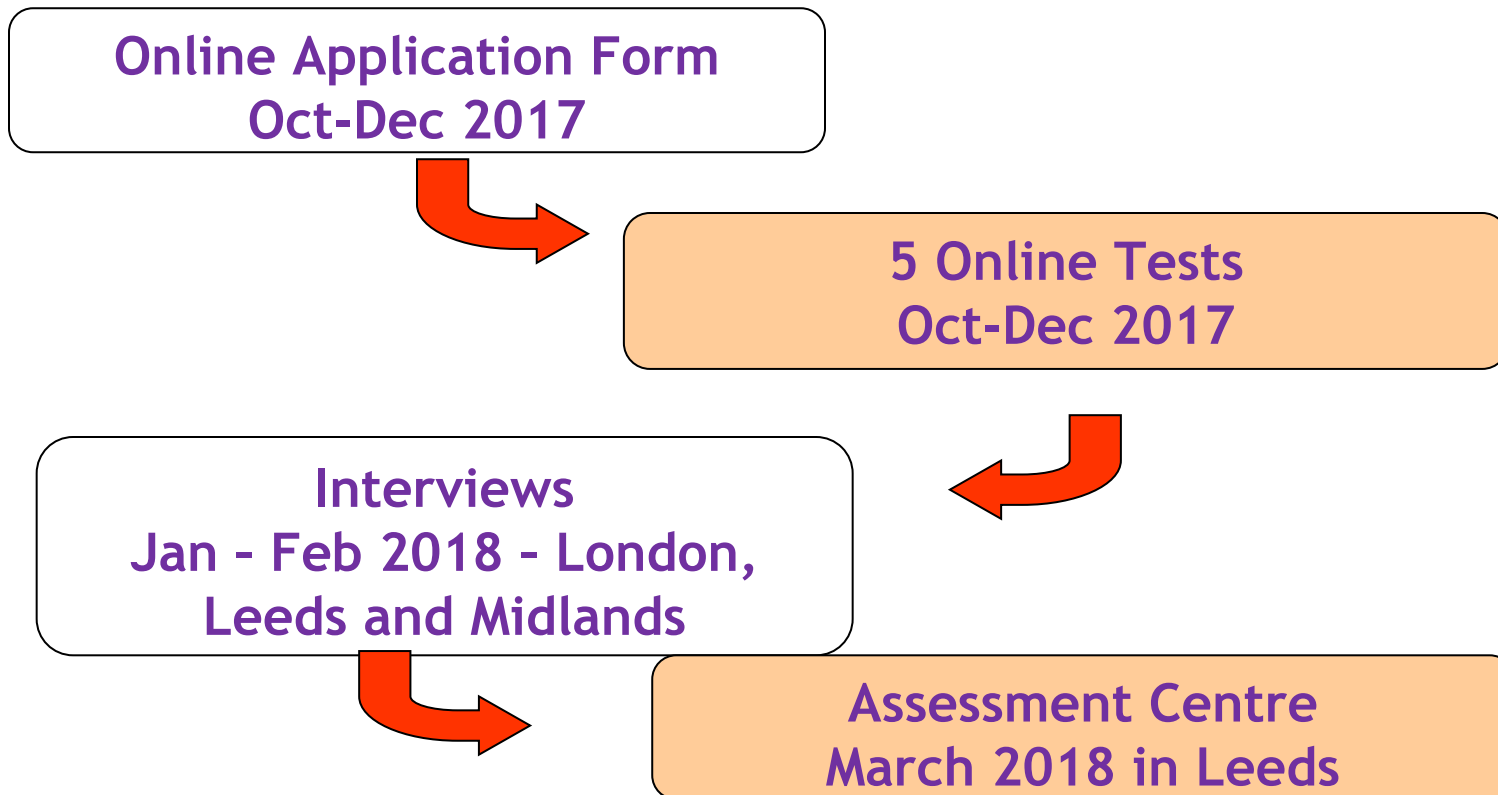 Online Application Form
Oct-Dec 2017
5 Online Tests
Oct-Dec 2017
Interviews
Jan – Feb 2018 – London,
Leeds and Midlands
Assessment Centre
March 2018 in Leeds